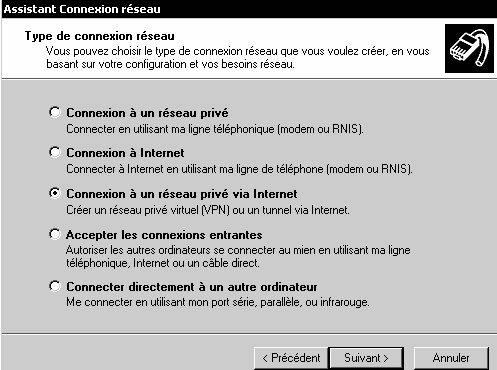 Assistant Connexion réseau
Type de connexion réseau
Vous pouvez choisir le type de connexion réseau que vous voulez créer, en vous
basant sur votre configuration et vos besoins réseau.
Connexion à un réseau privé
Connecter en utilisant ma ligne téléphonique (modem ou RNIS).
Connexion à Internet
Connecter à Internet en utilisant ma ligne de téléphone (modem ou RNIS).
Connexion à un réseau privé via Internet
Créer un réseau privé virtuel (VPN) ou un tunnel via Internet.
Accepter les connexions entrantes
Autoriser les autres ordinateurs se connecter au mien en utilisant ma ligne
téléphonique, Internet ou un câble direct.
Connecter directement à un autre ordinateur
Me connecter en utilisant mon port série, parallèle, ou infrarouge.
< Précédent Suivant > Annuler